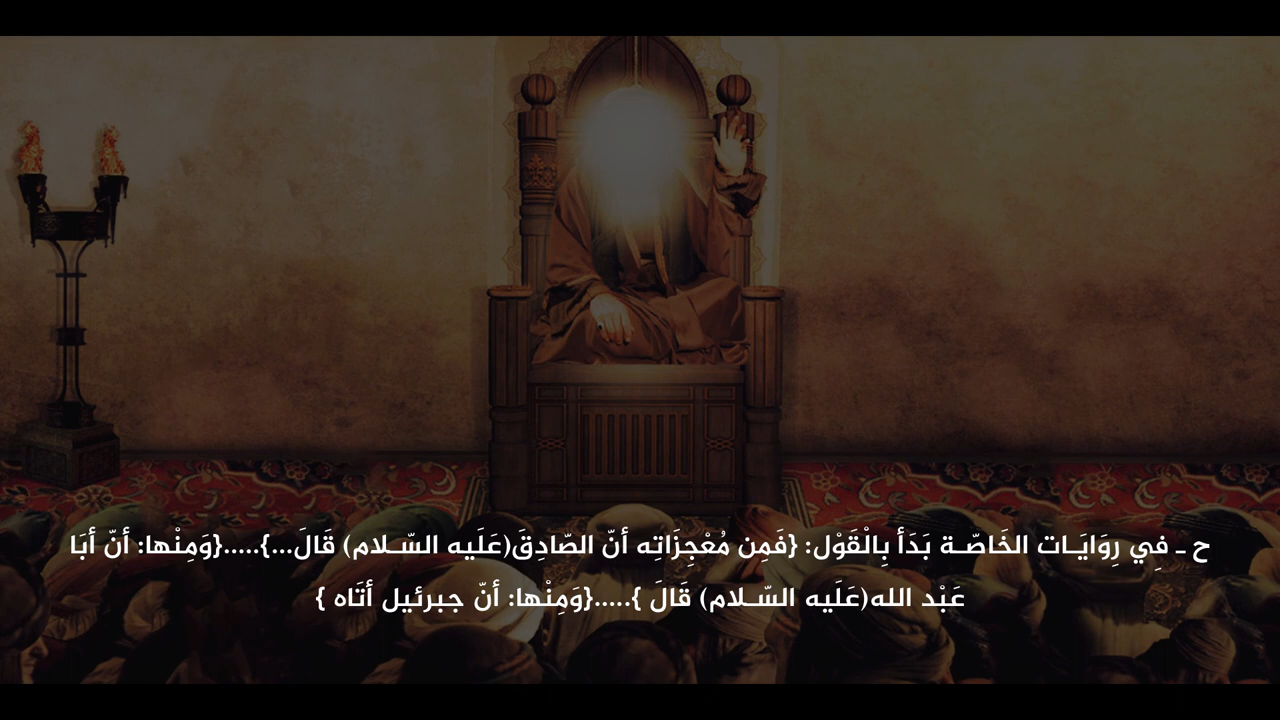 ح ـ فِي رِوَايَـات الخَاصّـة بَدَأ بِالْقَوْل: {فَمِن مُعْجِزَاتِه أنّ الصّادِقَ(عَلَيه السّـلام) قَالَ...}.....{وَمِنْها: أنّ أبَا
عَبْد الله(عَلَيه السّـلام) قَالَ }.....{وَمِنْها: أنّ جبرئيل أتَاه }